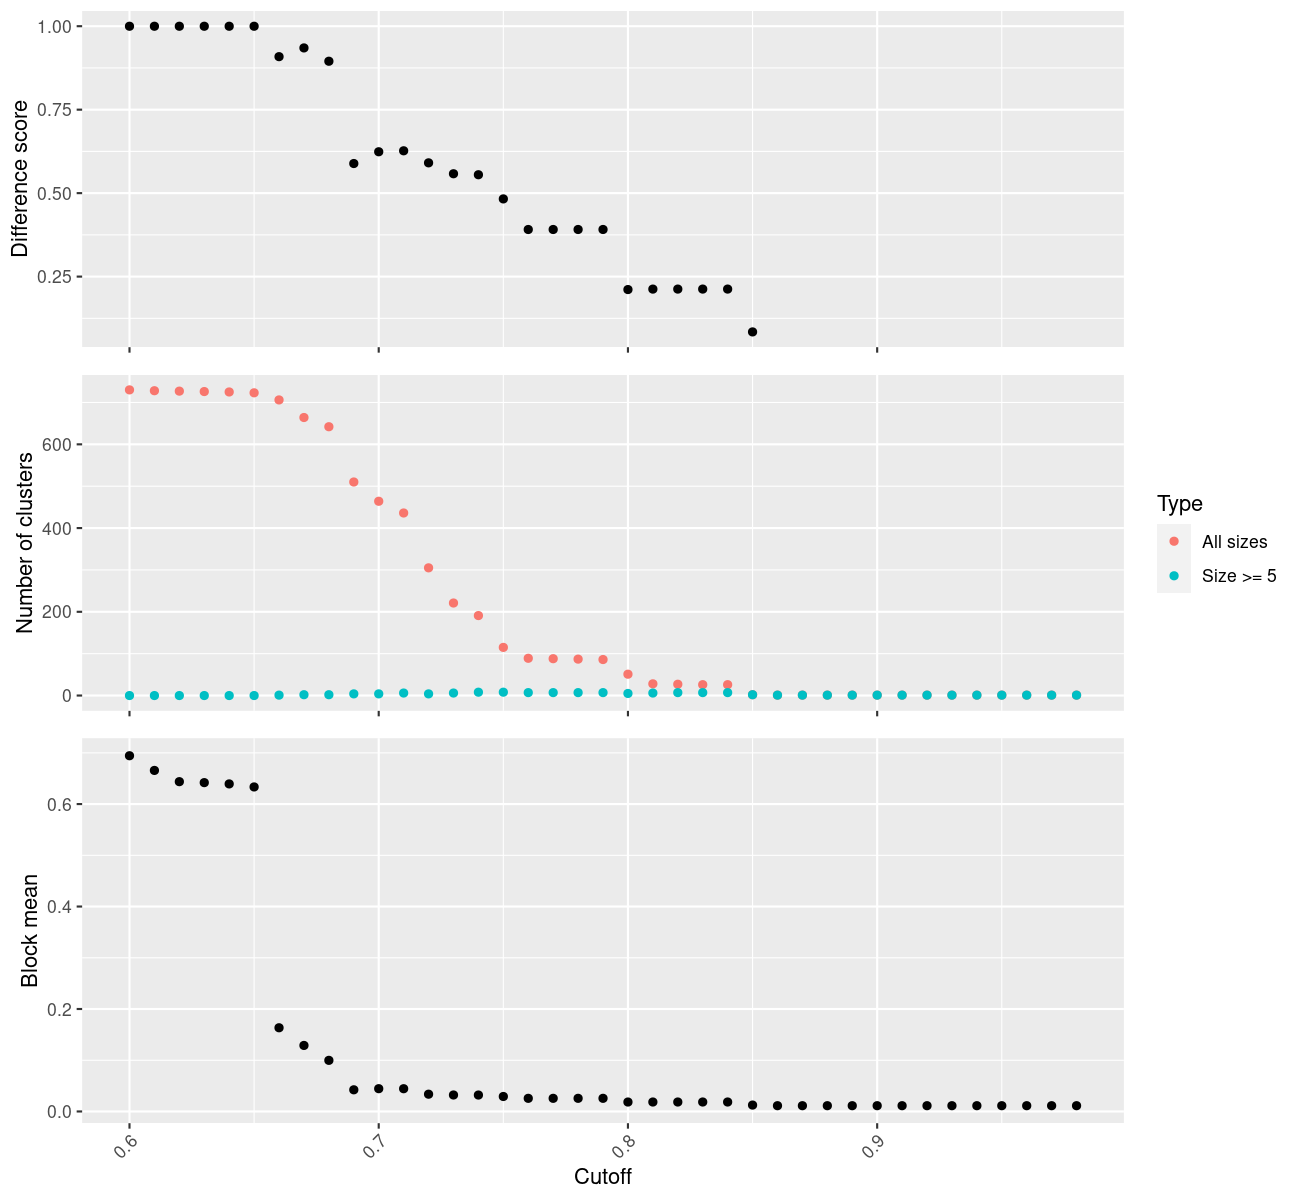 Difference score
1.00
0.75
0.50
0.25
Number of clusters
600
400
200
0
Type
All sizes
Size >= 5
Block mean
0.6
0.4
0.2
0.0
0.6 0.7 0.8 0.9
Cutoff